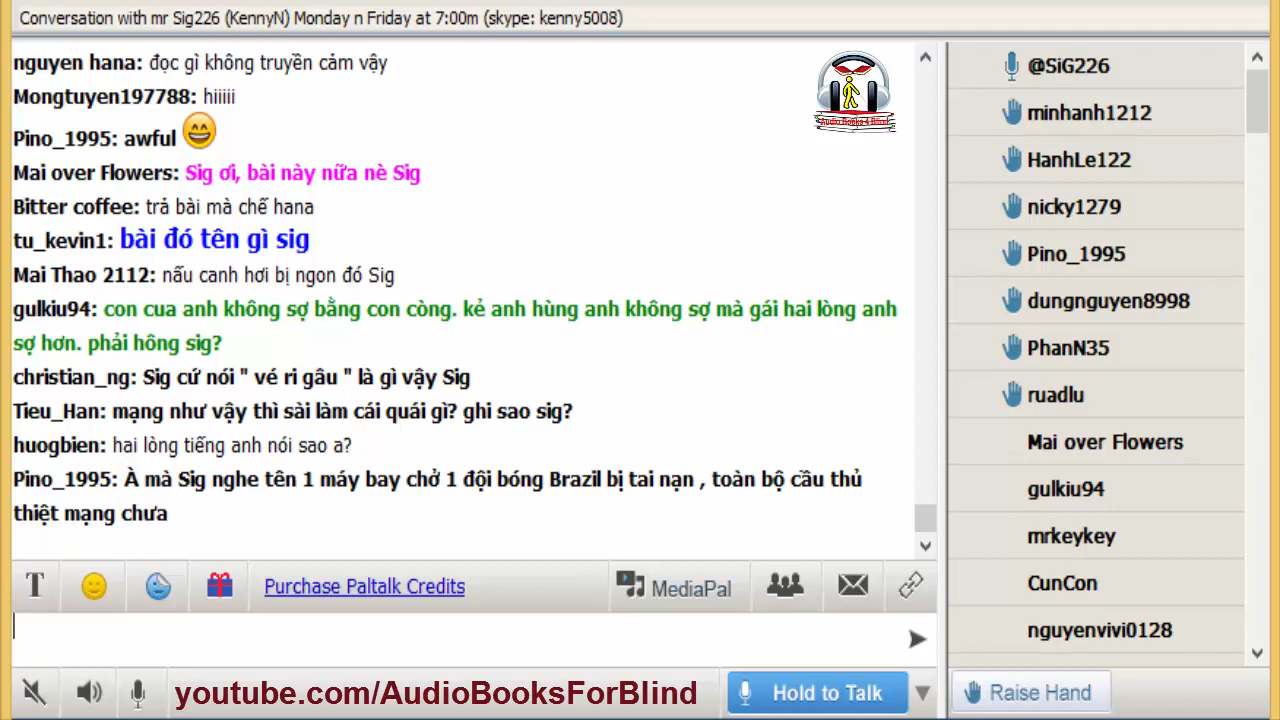 Conversation with mr Sig226 (KennyN) Monday n Friday at 7:00m (skype: kenny5008)
nguyen hana: đọc gì không truyền cảm vậy
Mongtuyen197788: hiiiii
Pino_1995: awful
Mai over Flowers: Sig ơi, bài này nữa nè Sig
Bitter coffee: trả bài mà chế hana
tu_kevin1: bài đó tên gì sig
Mai Thao 2112: nấu canh hơi bị ngon đó Sig
gulkiu94: con cua anh không sợ bằng con còng. kẻ anh hùng anh không sợ mà gái hai lòng anh
sợ hơn. phải hông sig?
christian_ng: Sig cứ nói " vé ri gâu " là gì vậy Sig
Tieu_Han: mạng như vậy thì sài làm cái quái gì? ghi sao sig?
huogbien: hai lòng tiếng anh nói sao a?
Pino_1995: À mà Sig nghe tên 1 máy bay chở 1 đội bóng Brazil bị tai nạn , toàn bộ cầu thủ
thiệt mạng chưa
Audio Books 4 Blind
@SiG226
minhanh1212
HanhLe122
nicky1279
Pino_1995
dungnguyen8998
PhanN35
ruadlu
Mai over Flowers
gulkiu94
mrkeykey
CunCon
nguyenvivi0128
T
Purchase Paltalk Credits
MediaPal
youtube.com/AudioBooksForBlind
Hold to Talk
Raise Hand